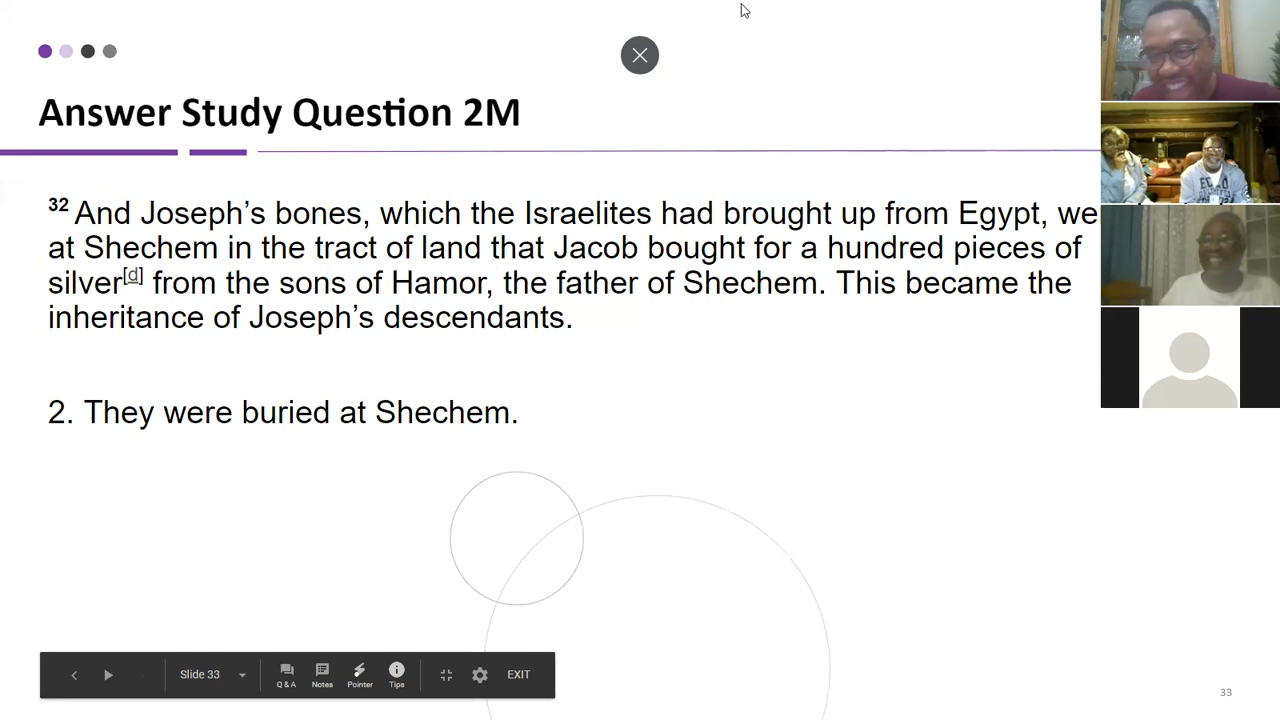 Answer Study Question 2M
32 And Joseph’s bones, which the Israelites had brought up from Egypt, we
at Shechem in the tract of land that Jacob bought for a hundred pieces of
silver[d] from the sons of Hamor, the father of Shechem. This became the
inheritance of Joseph’s descendants.
2. They were buried at Shechem.
Slide 33
Q & A
Notes
Pointer
Tips
EXIT
33